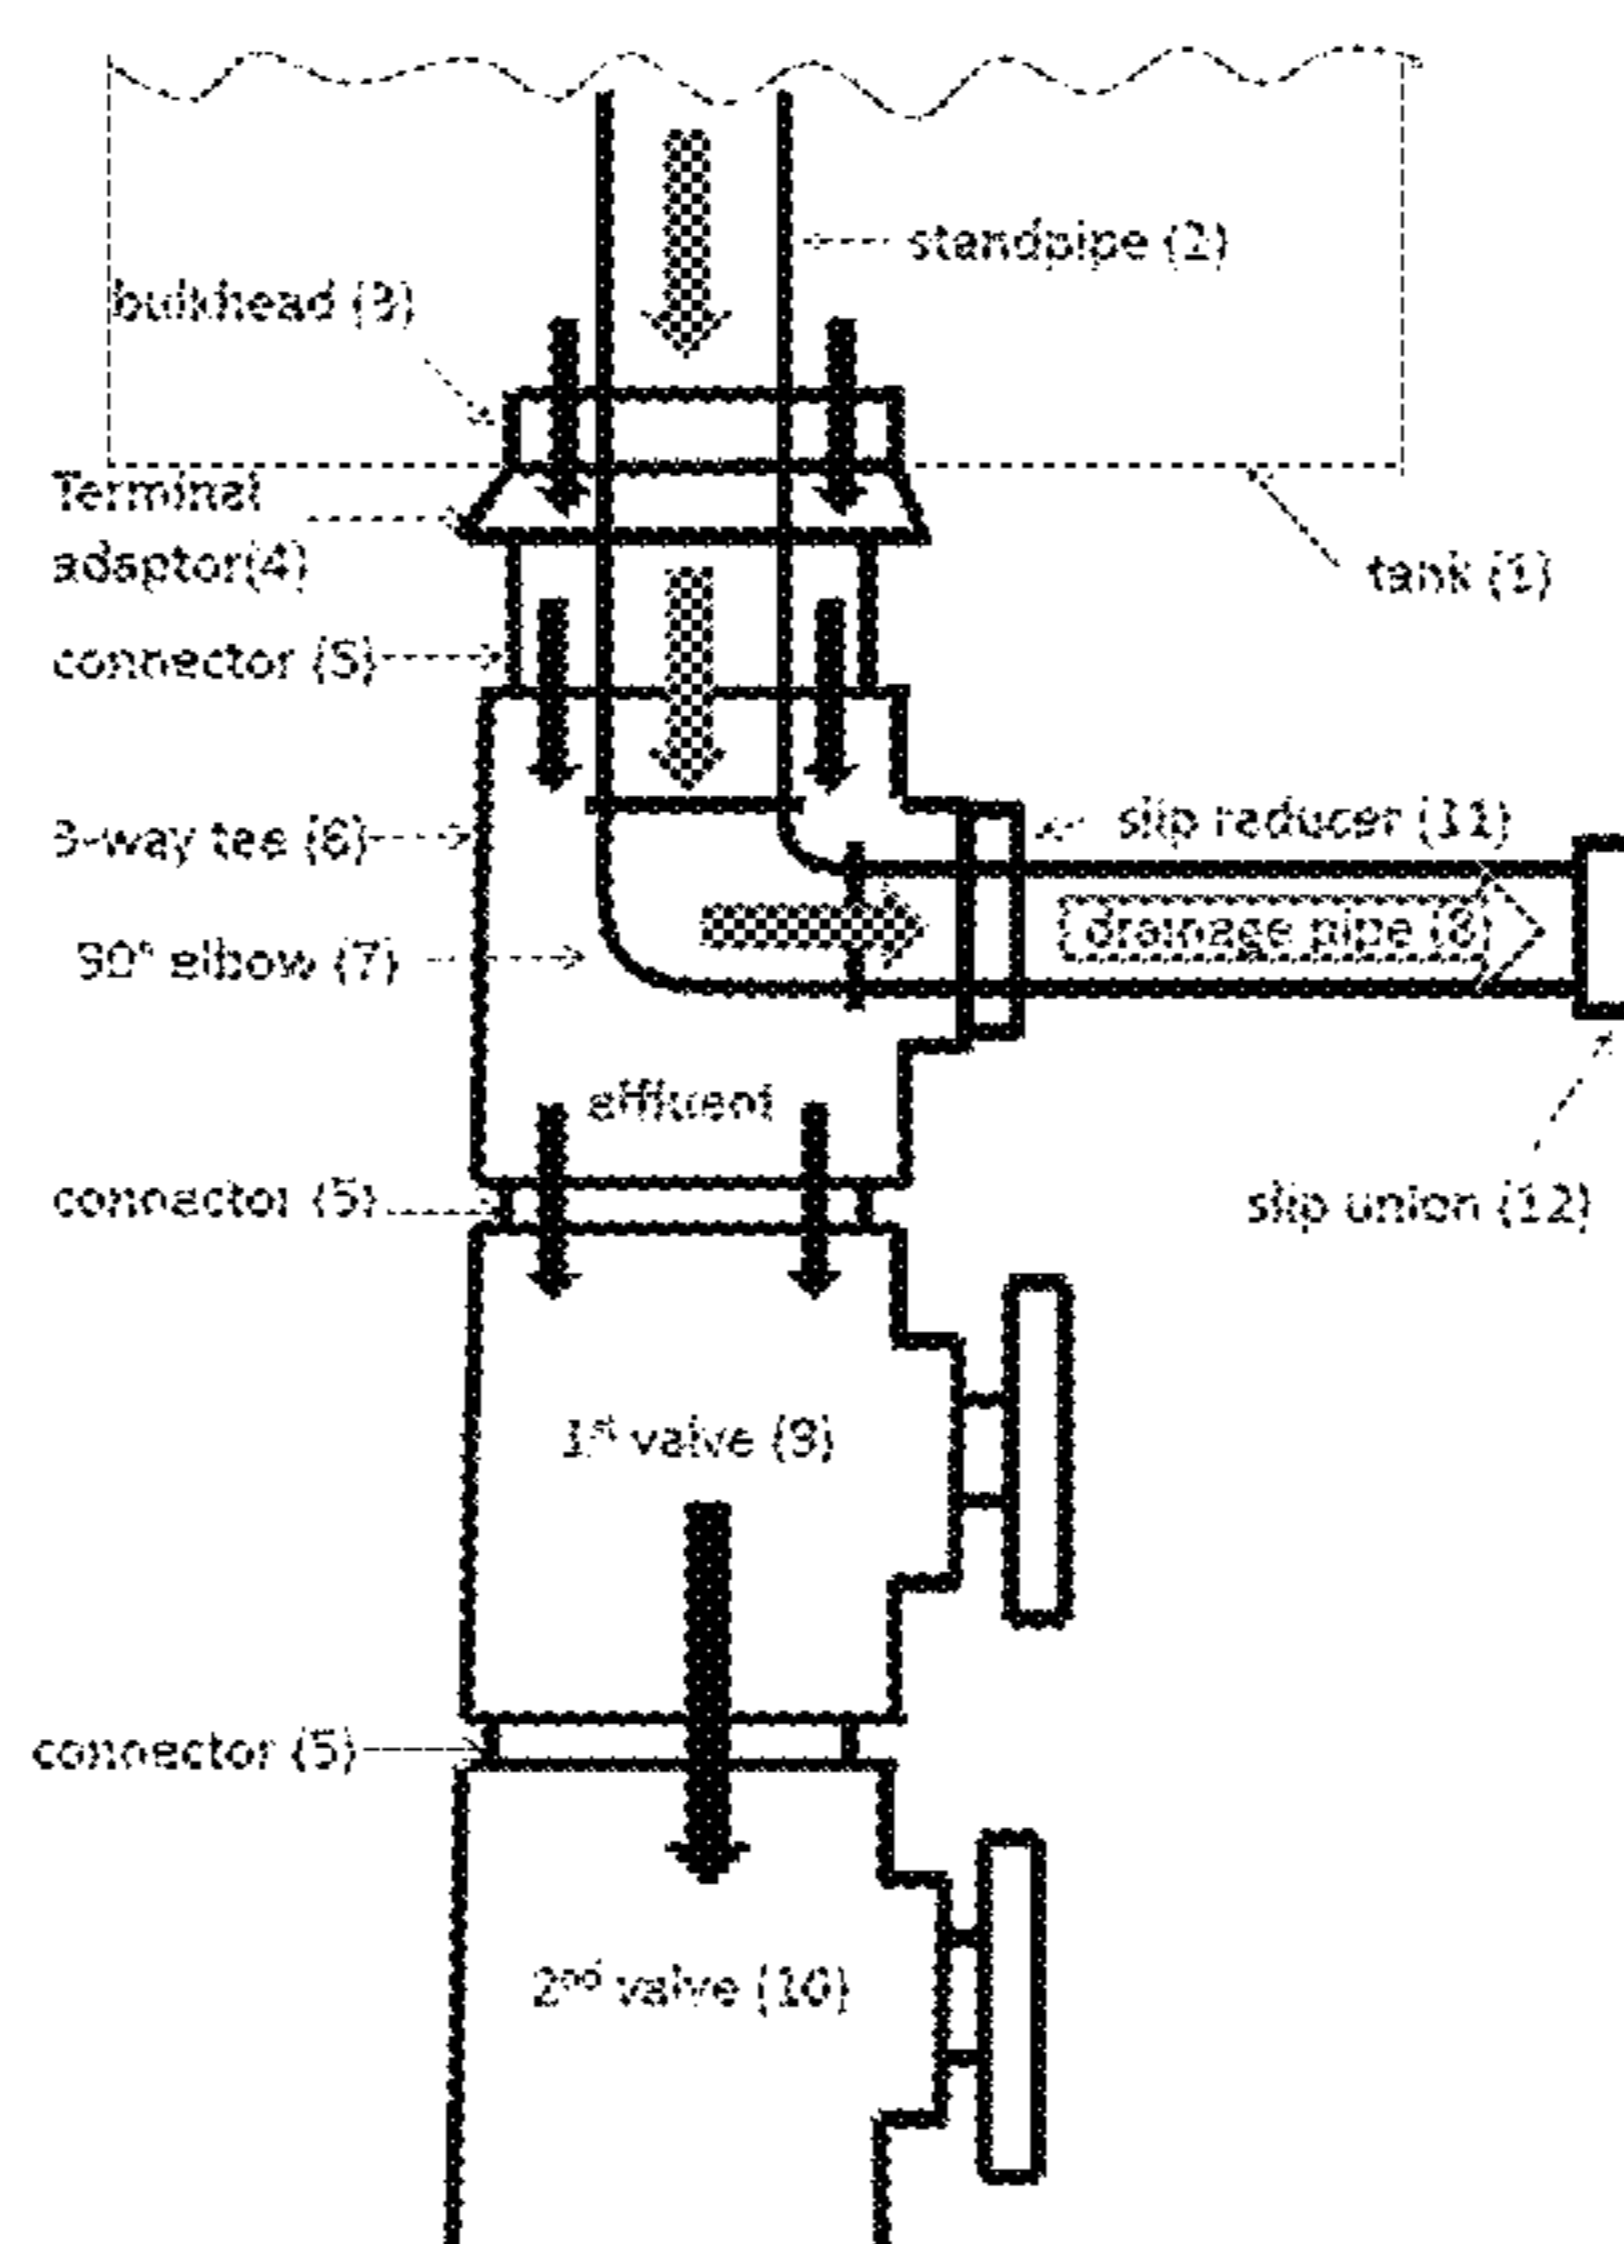 standpipe (2)
bulkhead (3)
Terminal
adaptor(4)
tank (1)
connector (5)
3-way tee (6)
slip reducer (11)
drainage pipe (8)
90° elbow (7)
effluent
connector (5)
slip union (12)
1st valve (9)
connector (5)
2nd valve (10)